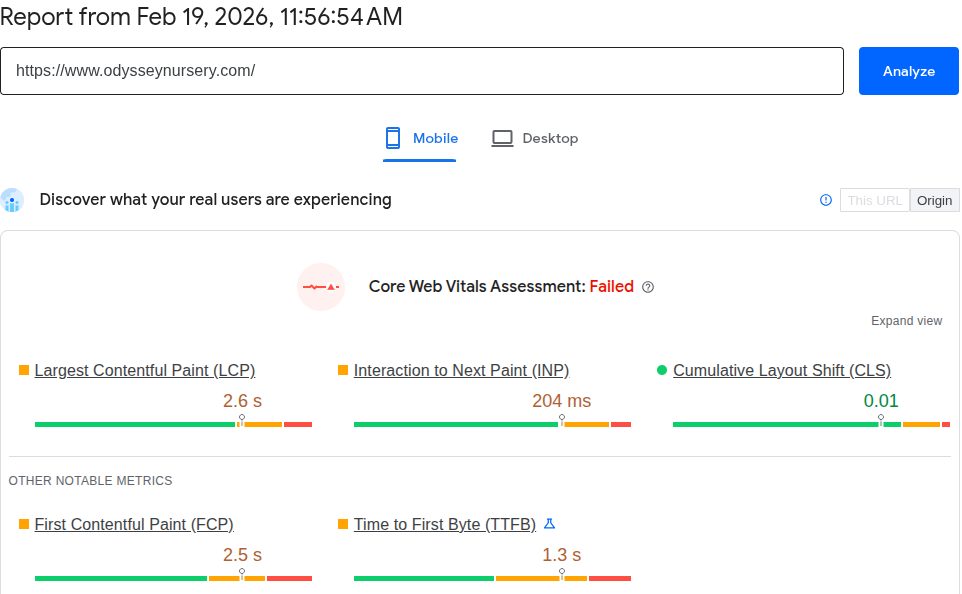 Report from Feb 19, 2026, 11:56:54 AM
https://www.odysseynursery.com/
Analyze
Mobile
Desktop
Discover what your real users are experiencing
This URL
Origin
Core Web Vitals Assessment: Failed
Expand view
Largest Contentful Paint (LCP)
2.6 s
Interaction to Next Paint (INP)
204 ms
Cumulative Layout Shift (CLS)
0.01
OTHER NOTABLE METRICS
First Contentful Paint (FCP)
2.5 s
Time to First Byte (TTFB)
1.3 s